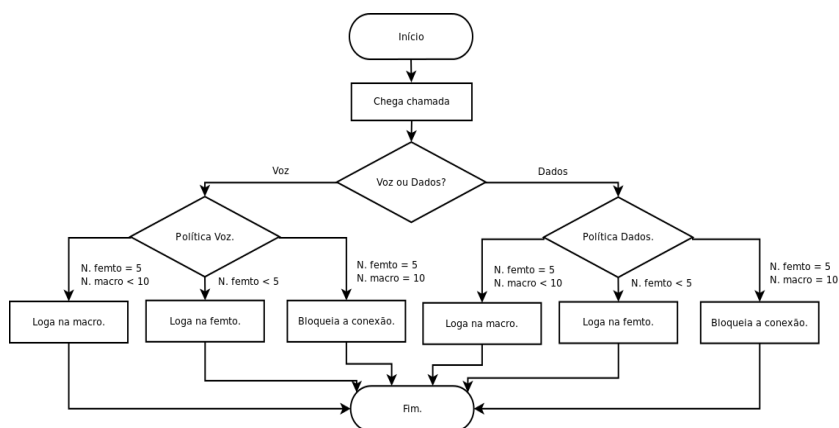 Início
Chega chamada
Voz ou Dados?
Voz
Dados
Política Voz.
Política Dados.
N. femto = 5
N. macro < 10
N. femto < 5
N. femto = 5
N. macro = 10
N. femto = 5
N. macro < 10
N. femto < 5
N. femto = 5
N. macro = 10
Loga na macro.
Loga na femto.
Bloqueia a conexão.
Loga na macro.
Loga na femto.
Bloqueia a conexão.
Fim.